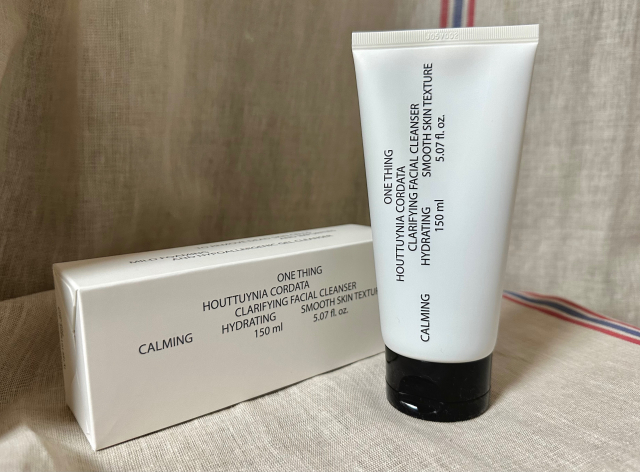 ONE THING
HOUTTUYNIA CORDATA
CLARIFYING FACIAL CLEANSER
HYDRATING SMOOTH SKIN TEXTURE
150 ml 5.07 fl. oz.
CALMING
ONE THING
HOUTTUYNIA CORDATA
CLARIFYING FACIAL CLEANSER
HYDRATING SMOOTH SKIN TEXTUR
150 ml 5.07 fl. oz.
CALMING